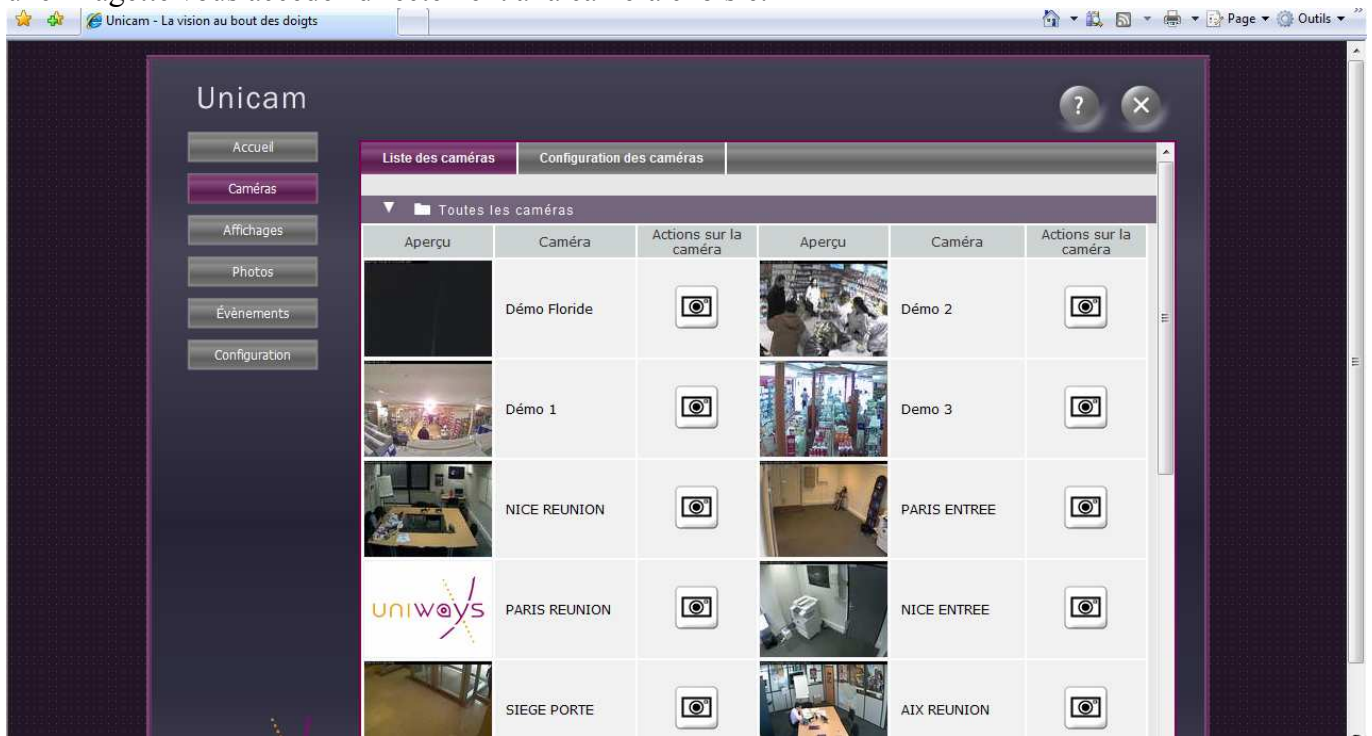 Unicam - La vision au bout des doigts
Page
Outils
Unicam
?
Accueil
Caméras
Affichages
Photos
Évènements
Configuration
Liste des caméras Configuration des caméras
Toutes les caméras
Aperçu Caméra Actions sur la caméra Aperçu Caméra Actions sur la caméra
Démo Floride Démo 2
Démo 1 Demo 3
NICE REUNION PARIS ENTREE
uniways PARIS REUNION NICE ENTREE
SIEGE PORTE AIX REUNION